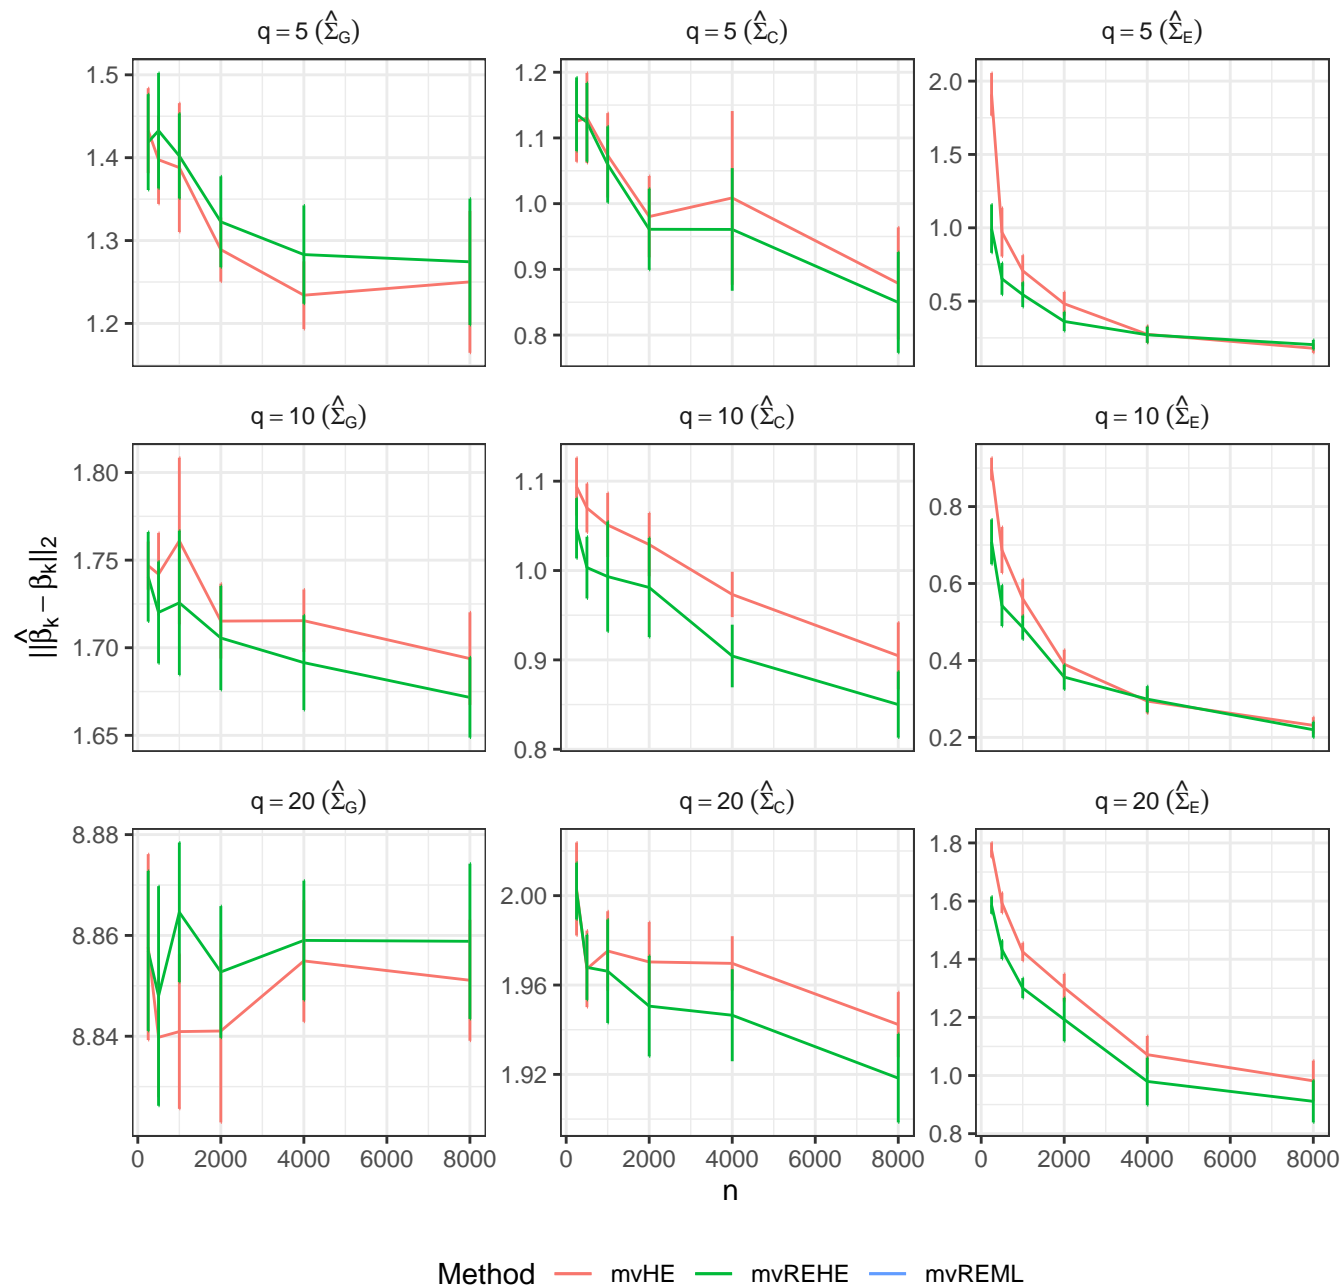 q = 5 (Σ̂_G)
q = 5 (Σ̂_C)
q = 5 (Σ̂_E)
1.5
1.4
1.3
1.2
1.2
1.1
1.0
0.9
0.8
2.0
1.5
1.0
0.5
q = 10 (Σ̂_G)
q = 10 (Σ̂_C)
q = 10 (Σ̂_E)
||β̂_k − β_k||_2
1.80
1.75
1.70
1.65
1.1
1.0
0.9
0.8
0.8
0.6
0.4
0.2
q = 20 (Σ̂_G)
q = 20 (Σ̂_C)
q = 20 (Σ̂_E)
8.88
8.86
8.84
2.00
1.96
1.92
1.8
1.6
1.4
1.2
1.0
0.8
0 2000 4000 6000 8000
0 2000 4000 6000 8000
0 2000 4000 6000 8000
n
Method mvHE mvREHE mvREML